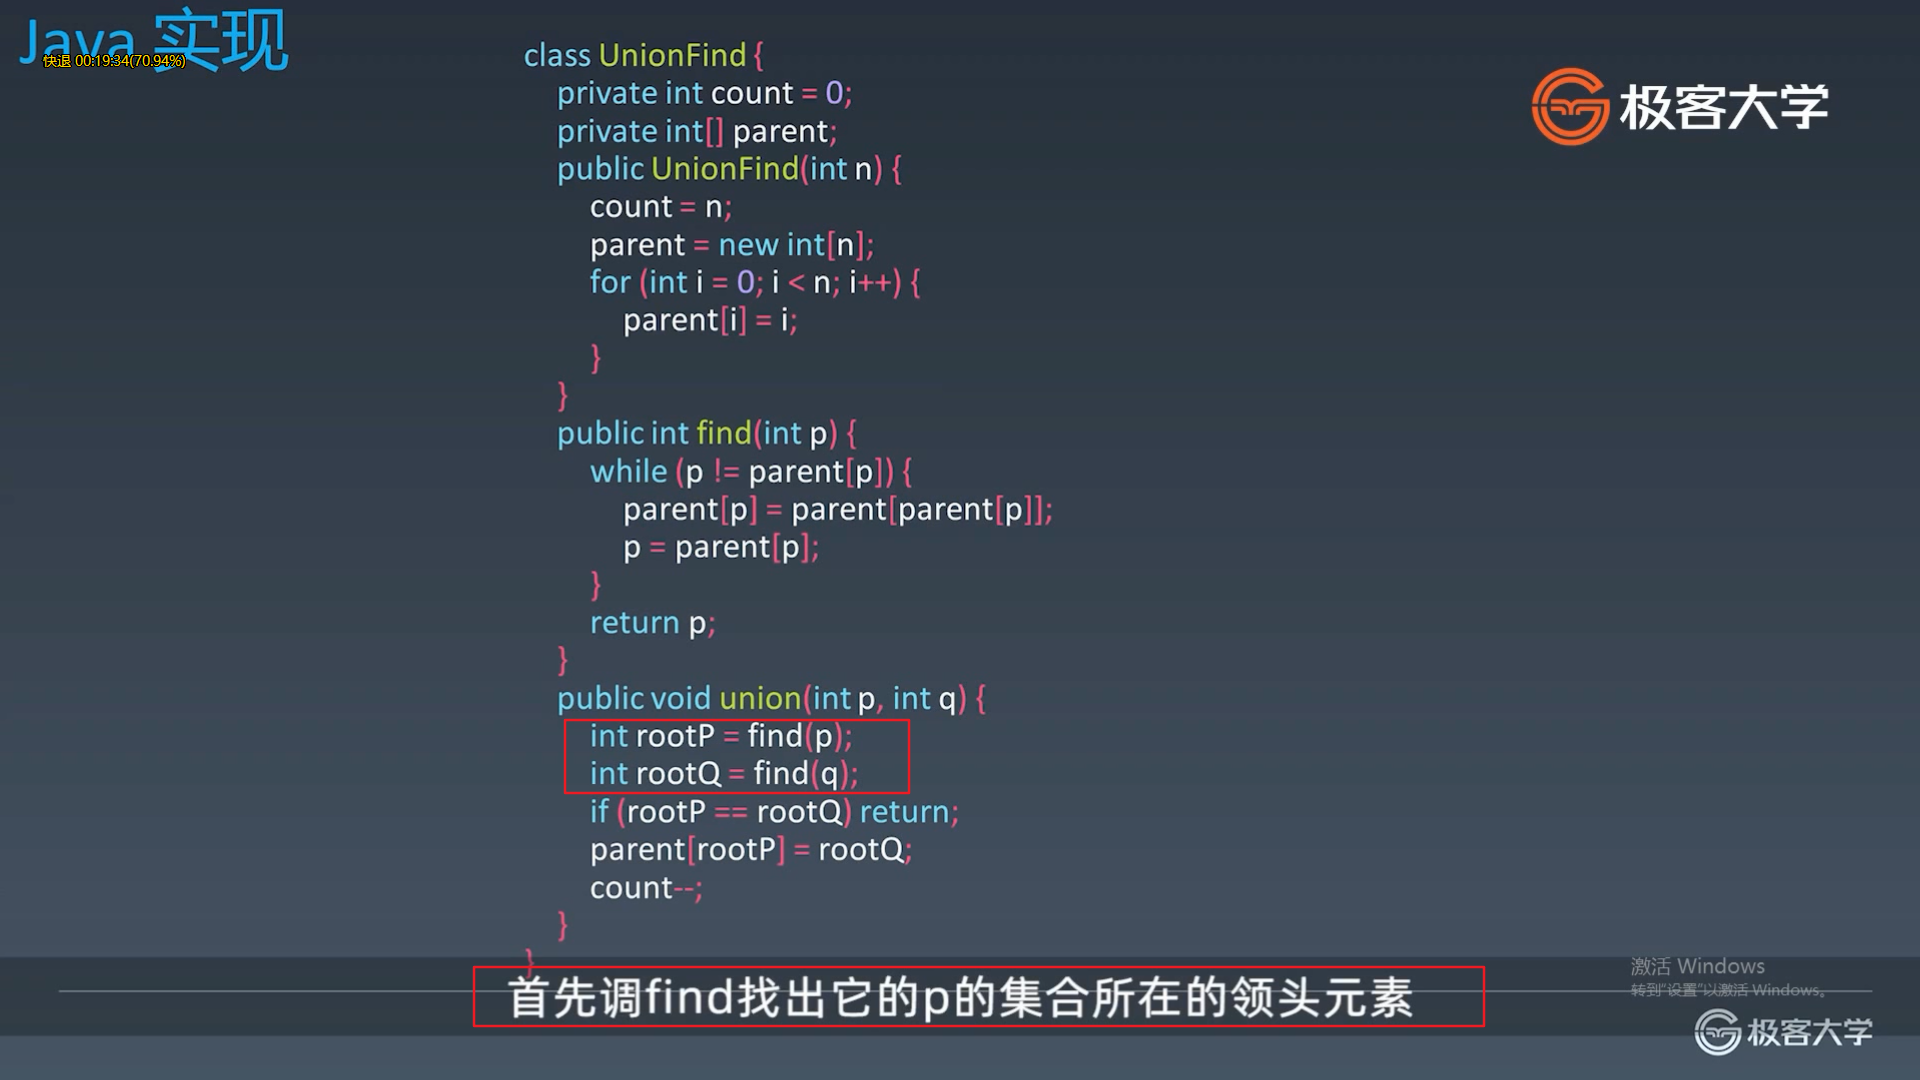 Java 实现
快退 00:19:34(70.94%)
极客大学
class UnionFind {
private int count = 0;
private int[] parent;
public UnionFind(int n) {
count = n;
parent = new int[n];
for (int i = 0; i < n; i++) {
parent[i] = i;
}
}
public int find(int p) {
while (p != parent[p]) {
parent[p] = parent[parent[p]];
p = parent[p];
}
return p;
}
public void union(int p, int q) {
int rootP = find(p);
int rootQ = find(q);
if (rootP == rootQ) return;
parent[rootP] = rootQ;
count--;
}
}
首先调find找出它的p的集合所在的领头元素
激活 Windows
转到"设置"以激活 Windows。
极客大学